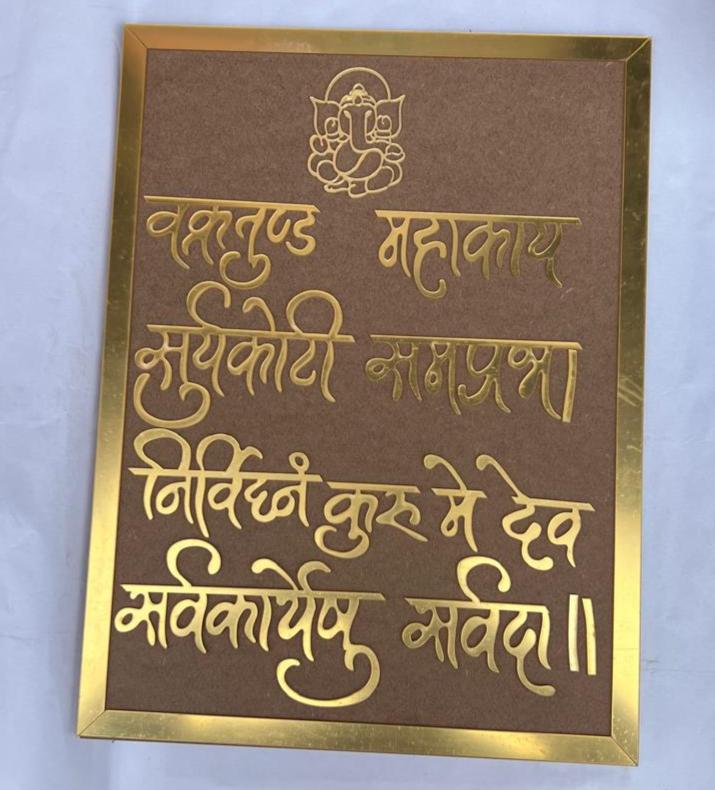 वक्रतुण्ड महाकाय
सुर्यकोटी समप्रभ।
निर्विघ्नं कुरु मे देव
सर्वकार्येषु सर्वदा॥